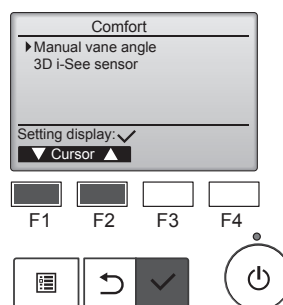 Comfort
Manual vane angle
3D i-See sensor
Setting display:✓
▼ Cursor ▲
F1 F2 F3 F4